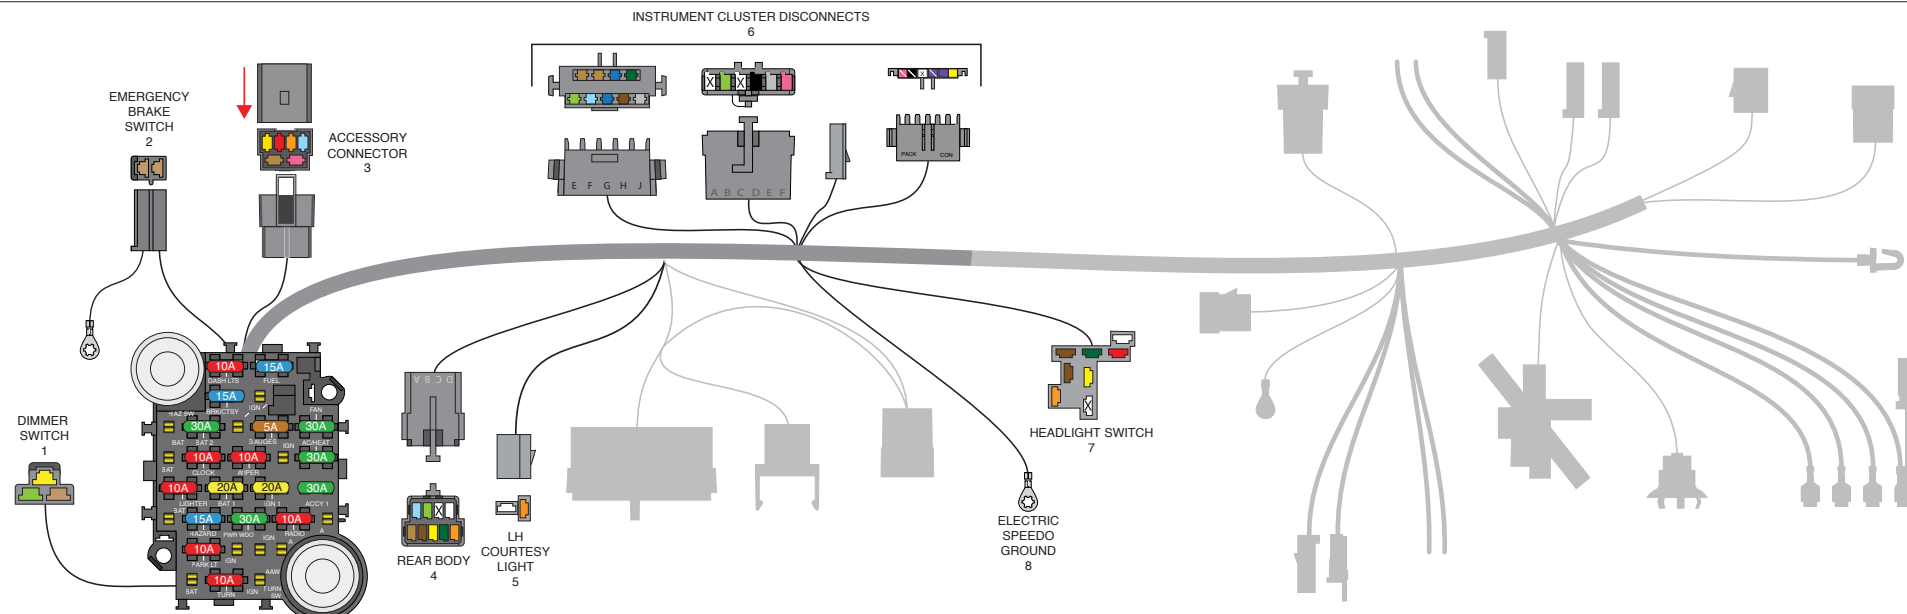 INSTRUMENT CLUSTER DISCONNECTS
6
EMERGENCY
BRAKE
SWITCH
2
ACCESSORY
CONNECTOR
3
E F G H J
A B C D E F
PACK CON
DIMMER
SWITCH
1
10A 15A
DASH LTS FUEL
15A
HAZ SW BRK/CTSY IGN FAN
30A 5A 30A
BAT BAT 2 GAUGES IGN AC/HEAT
10A 10A 30A
BAT CLOCK WIPER
10A 20A 20A 30A
LIGHTER BAT 1 IGN 1 ACCY 1
BAT
15A 30A 10A
HAZARD PWR WDO IGN RADIO A
10A A
PARK LT IGN
10A AAW
BAT TURN IGN TURN
SW
D C B A
REAR BODY
4
LH
COURTESY
LIGHT
5
HEADLIGHT SWITCH
7
ELECTRIC
SPEEDO
GROUND
8